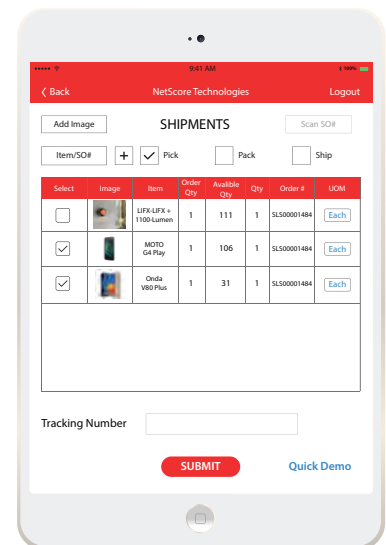 9:41 AM
100%
Back
NetScore Technologies
Logout
Add Image
SHIPMENTS
Scan SO#
Item/SO#
+
Pick
Pack
Ship
Select Image Item Order Qty Avalible Qty Qty Order # UOM
LIFX-LIFX + 1100-Lumen 1 111 1 SLS00001484 Each
MOTO G4 Play 1 106 1 SLS00001484 Each
Onda V80 Plus 1 31 1 SLS00001484 Each
Tracking Number
SUBMIT
Quick Demo